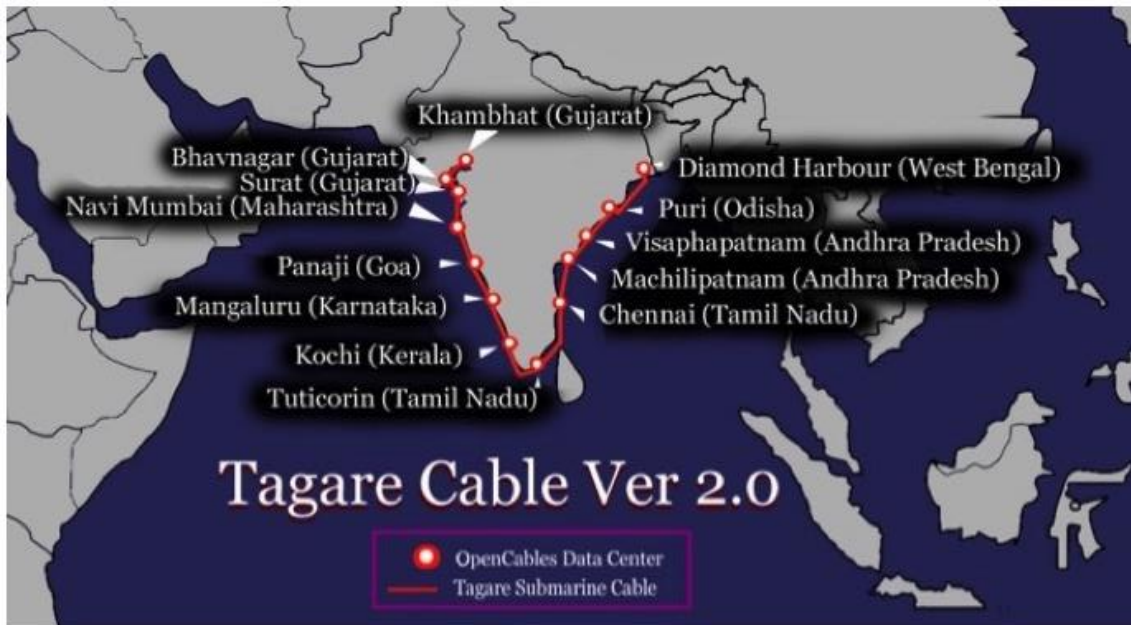 Khambhat (Gujarat)
Bhavnagar (Gujarat)
Surat (Gujarat)
Navi Mumbai (Maharashtra)
Panaji (Goa)
Mangaluru (Karnataka)
Kochi (Kerala)
Tuticorin (Tamil Nadu)
Diamond Harbour (West Bengal)
Puri (Odisha)
Visaphapatnam (Andhra Pradesh)
Machilipatnam (Andhra Pradesh)
Chennai (Tamil Nadu)
Tagare Cable Ver 2.0
OpenCables Data Center
Tagare Submarine Cable